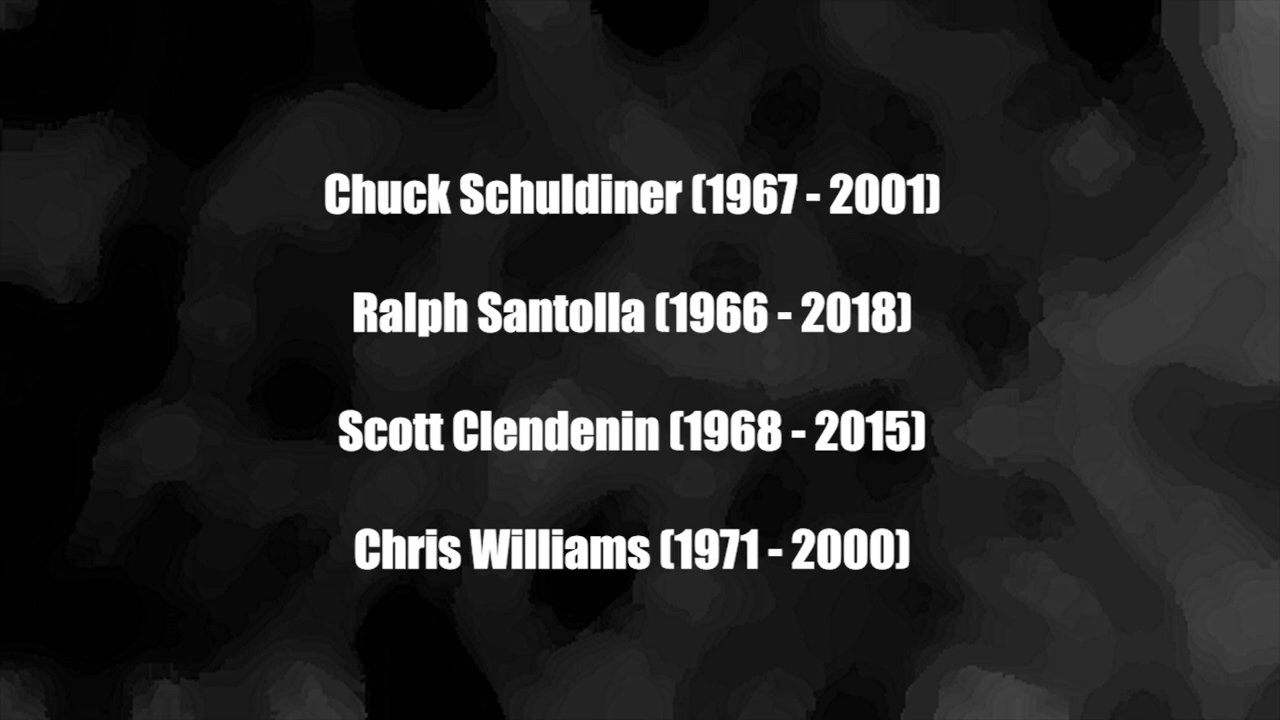 Chuck Schuldiner (1967 - 2001)
Ralph Santolla (1966 - 2018)
Scott Clendenin (1968 - 2015)
Chris Williams (1971 - 2000)